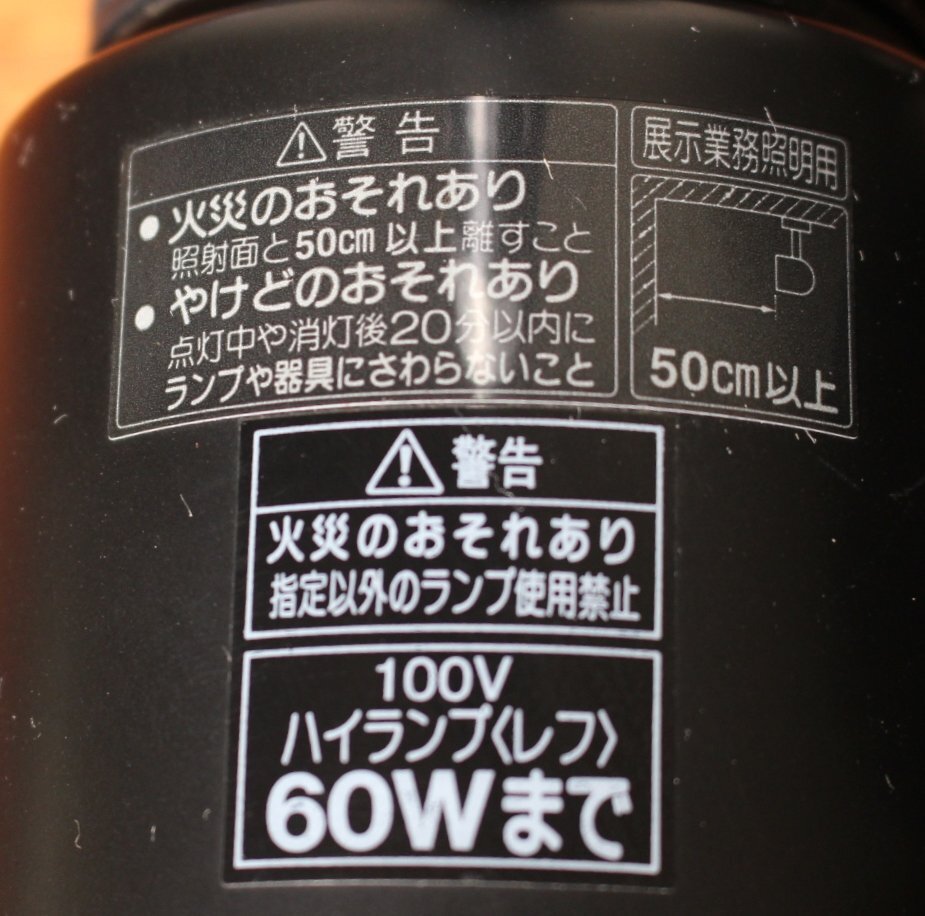 警告
火災のおそれあり
照射面と50cm以上離すこと
やけどのおそれあり
点灯中や消灯後20分以内に
ランプや器具にさわらないこと
展示業務照明用
50cm以上
警告
火災のおそれあり
指定以外のランプ使用禁止
100V
ハイランプ〈レフ〉
60Wまで